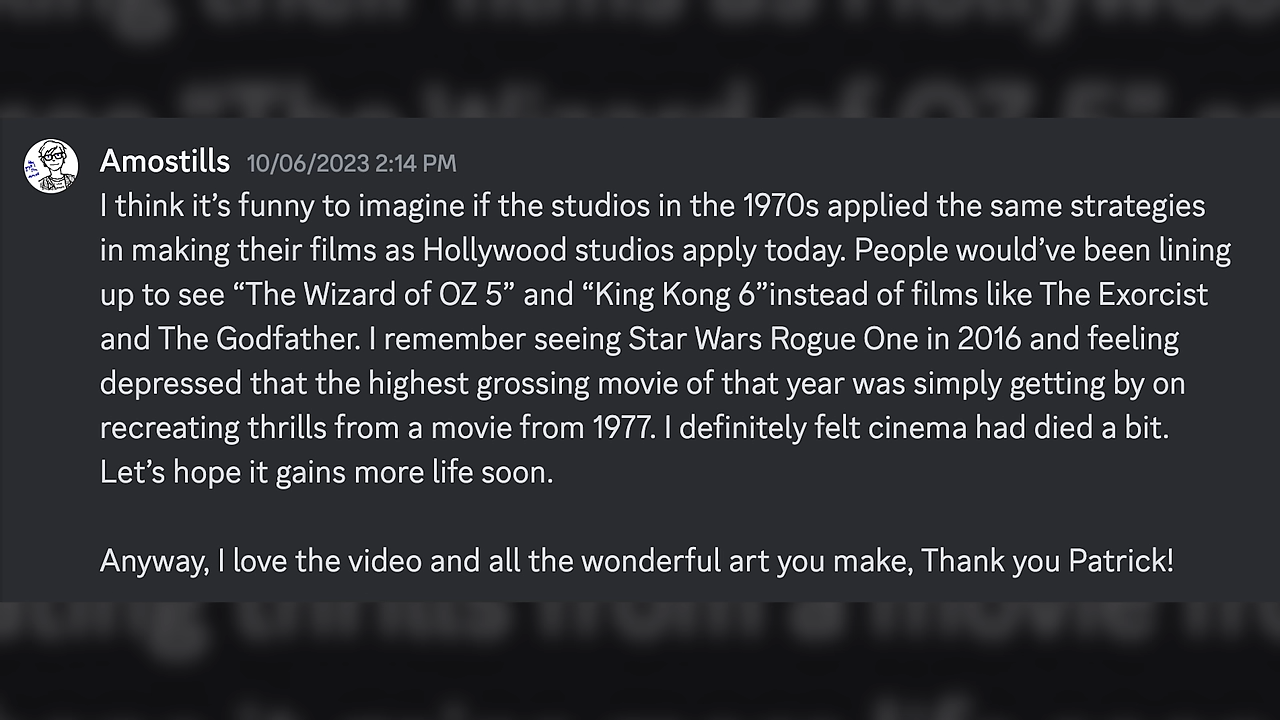 Amostills 10/06/2023 2:14 PM
I think it’s funny to imagine if the studios in the 1970s applied the same strategies
in making their films as Hollywood studios apply today. People would’ve been lining
up to see “The Wizard of OZ 5” and “King Kong 6”instead of films like The Exorcist
and The Godfather. I remember seeing Star Wars Rogue One in 2016 and feeling
depressed that the highest grossing movie of that year was simply getting by on
recreating thrills from a movie from 1977. I definitely felt cinema had died a bit.
Let’s hope it gains more life soon.
Anyway, I love the video and all the wonderful art you make, Thank you Patrick!